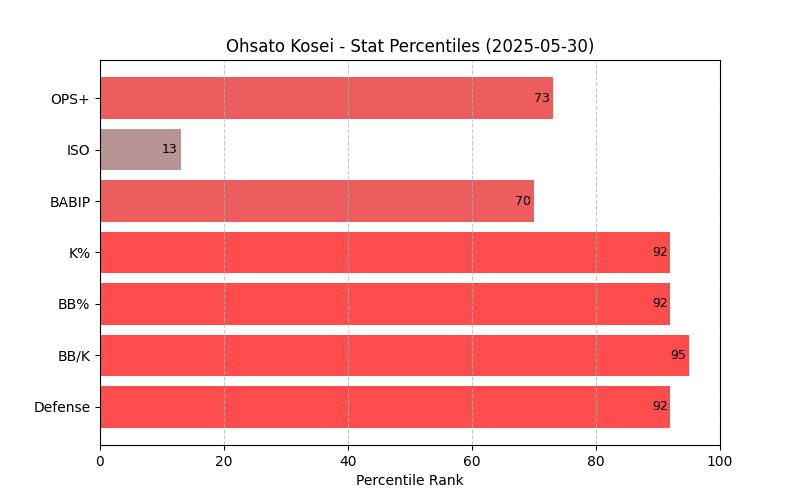 Ohsato Kosei - Stat Percentiles (2025-05-30)
OPS+ 73
ISO 13
BABIP 70
K% 92
BB% 92
BB/K 95
Defense 92
0 20 40 60 80 100
Percentile Rank